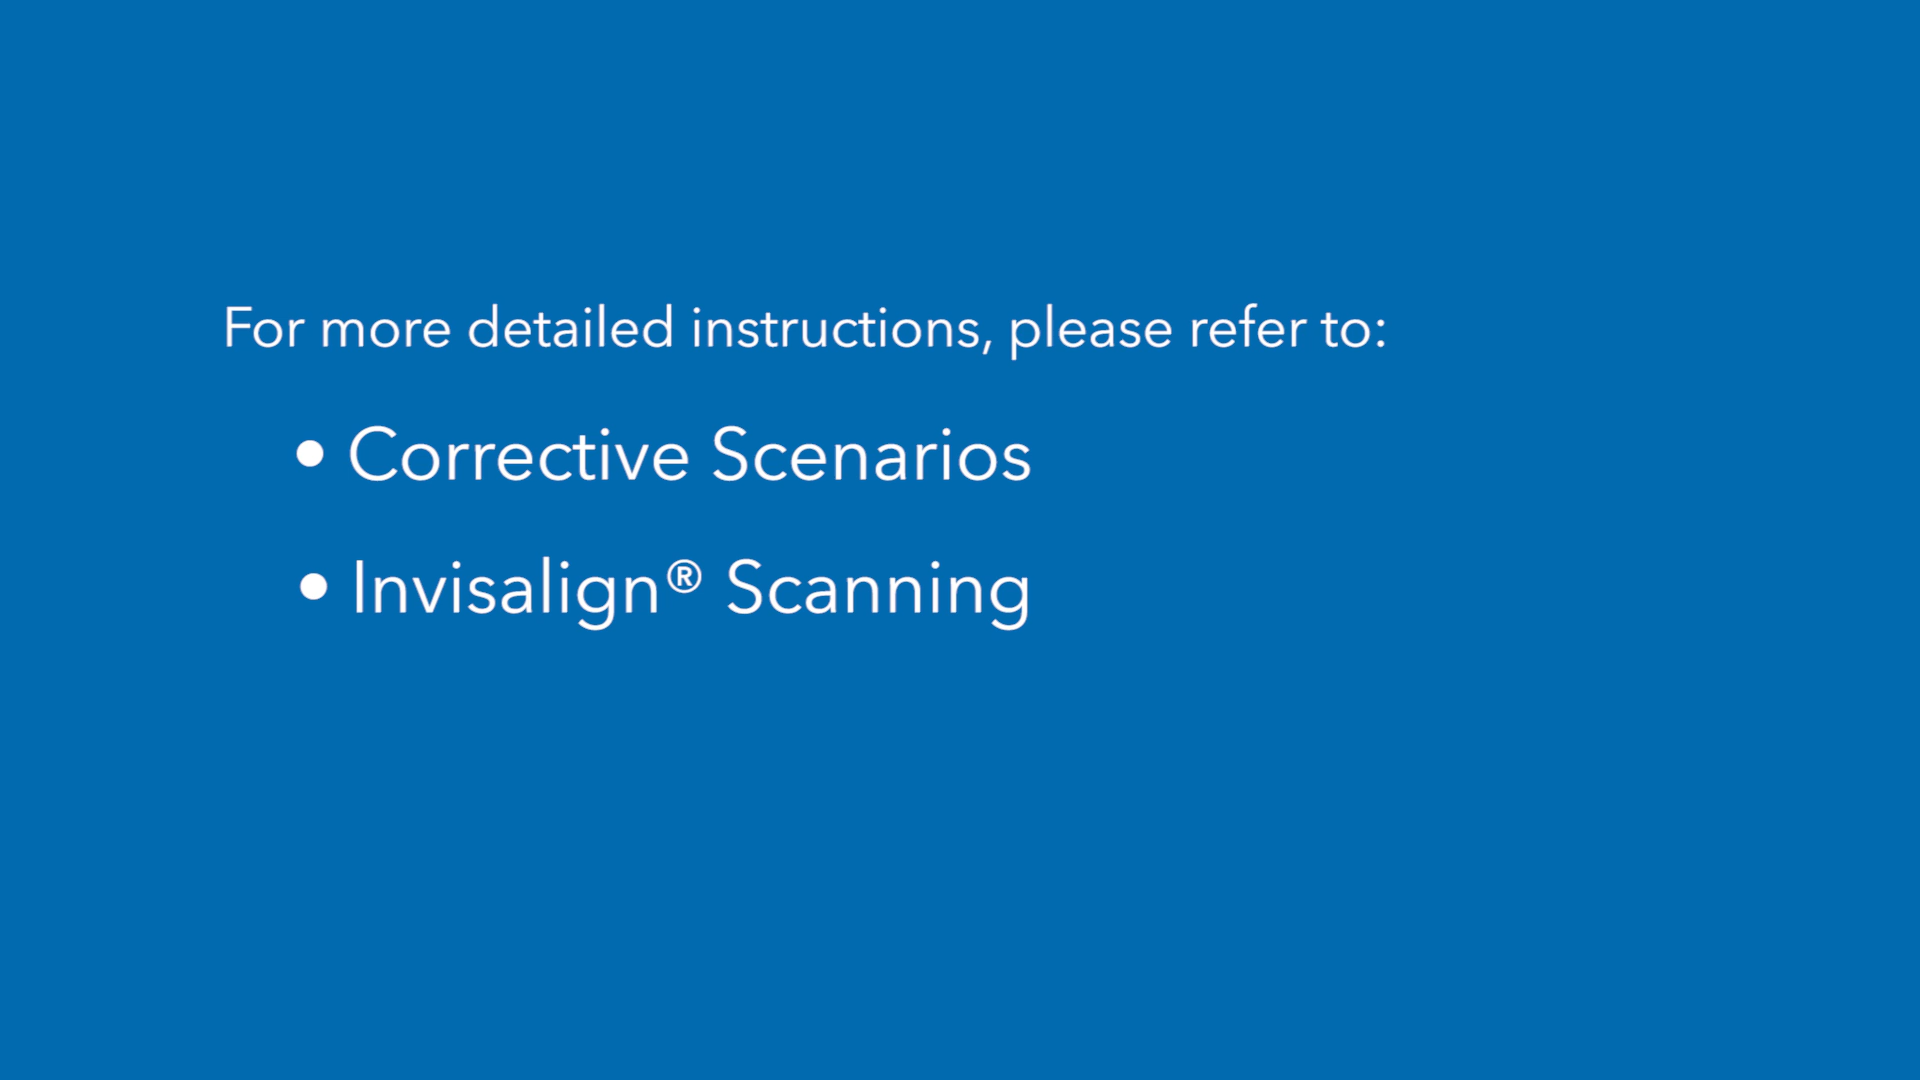 For more detailed instructions, please refer to:
• Corrective Scenarios
• Invisalign® Scanning